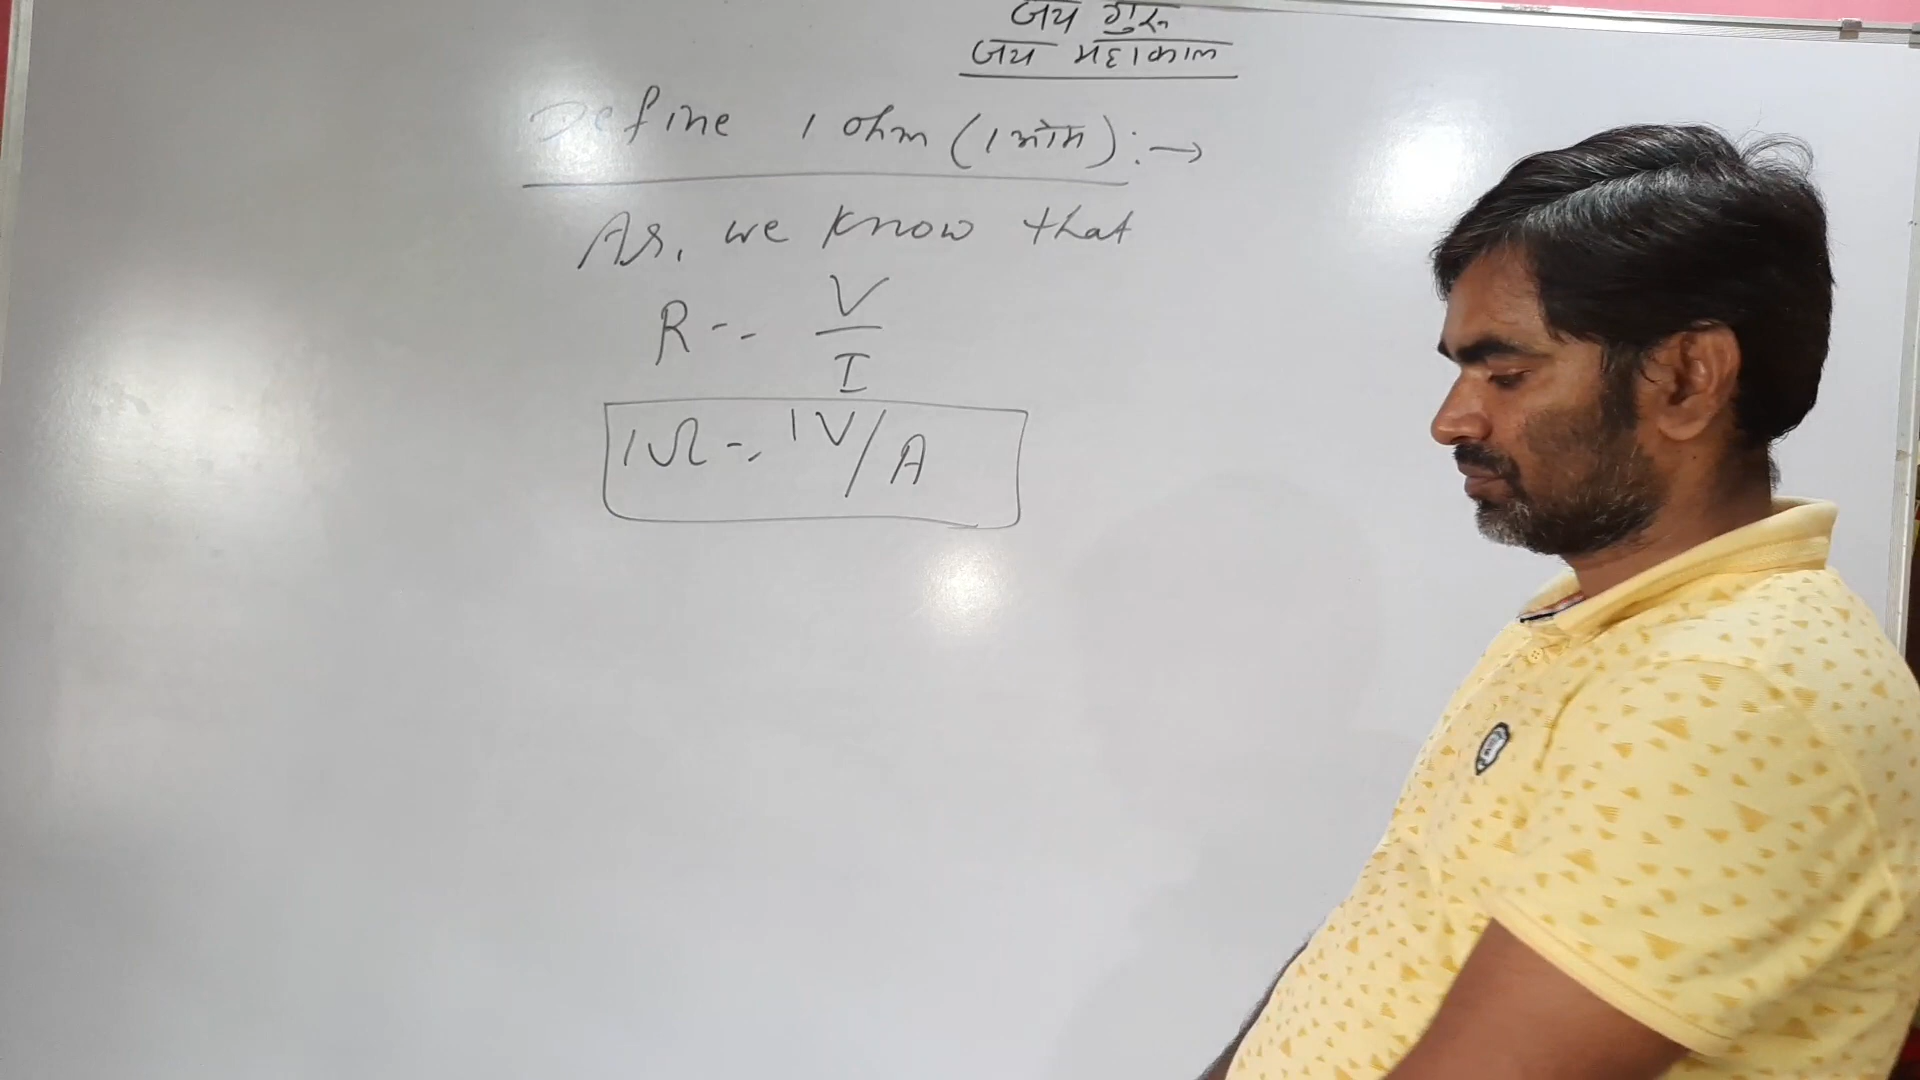 जय गुरू
जय महाकाल
Define 1 ohm (1 ओम) :→
As, we know that
R = V/I
1Ω = 1V/A